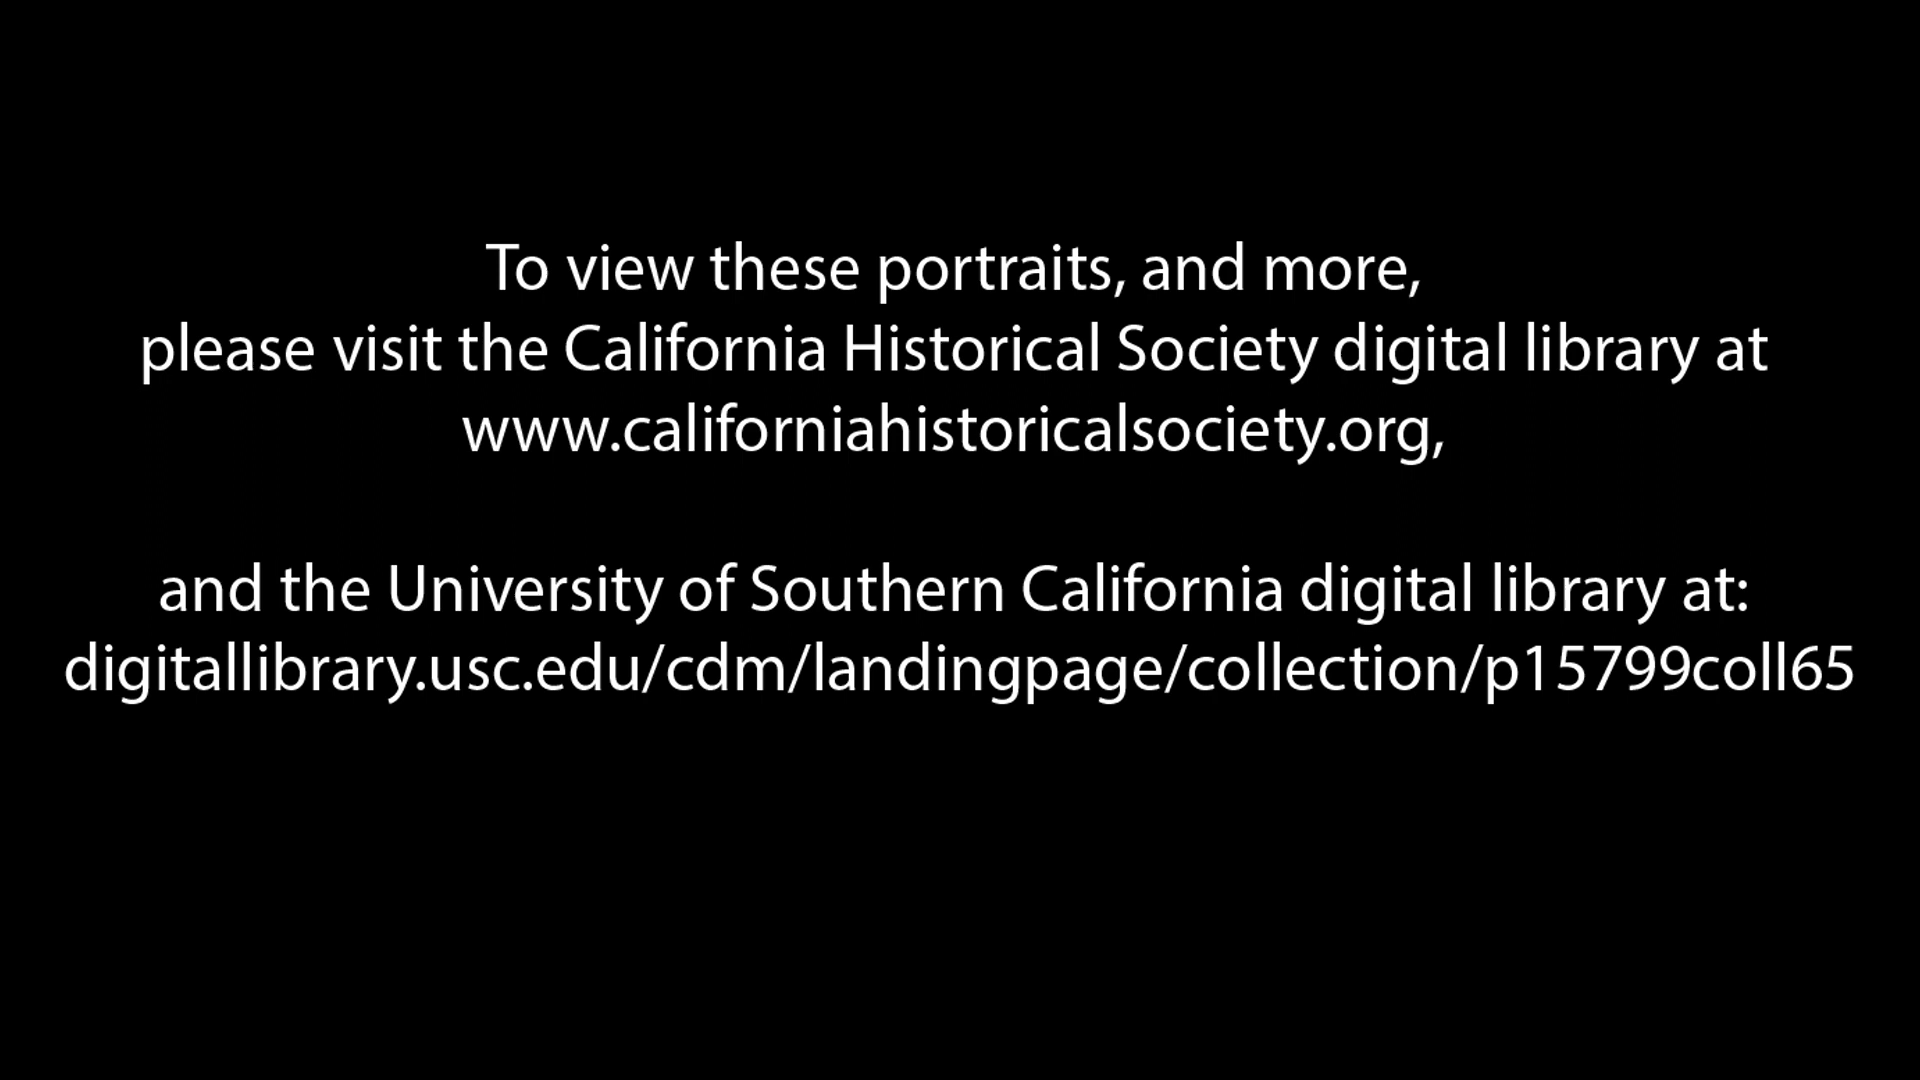 To view these portraits, and more,
please visit the California Historical Society digital library at
www.californiahistoricalsociety.org,
and the University of Southern California digital library at:
digitallibrary.usc.edu/cdm/landingpage/collection/p15799coll65